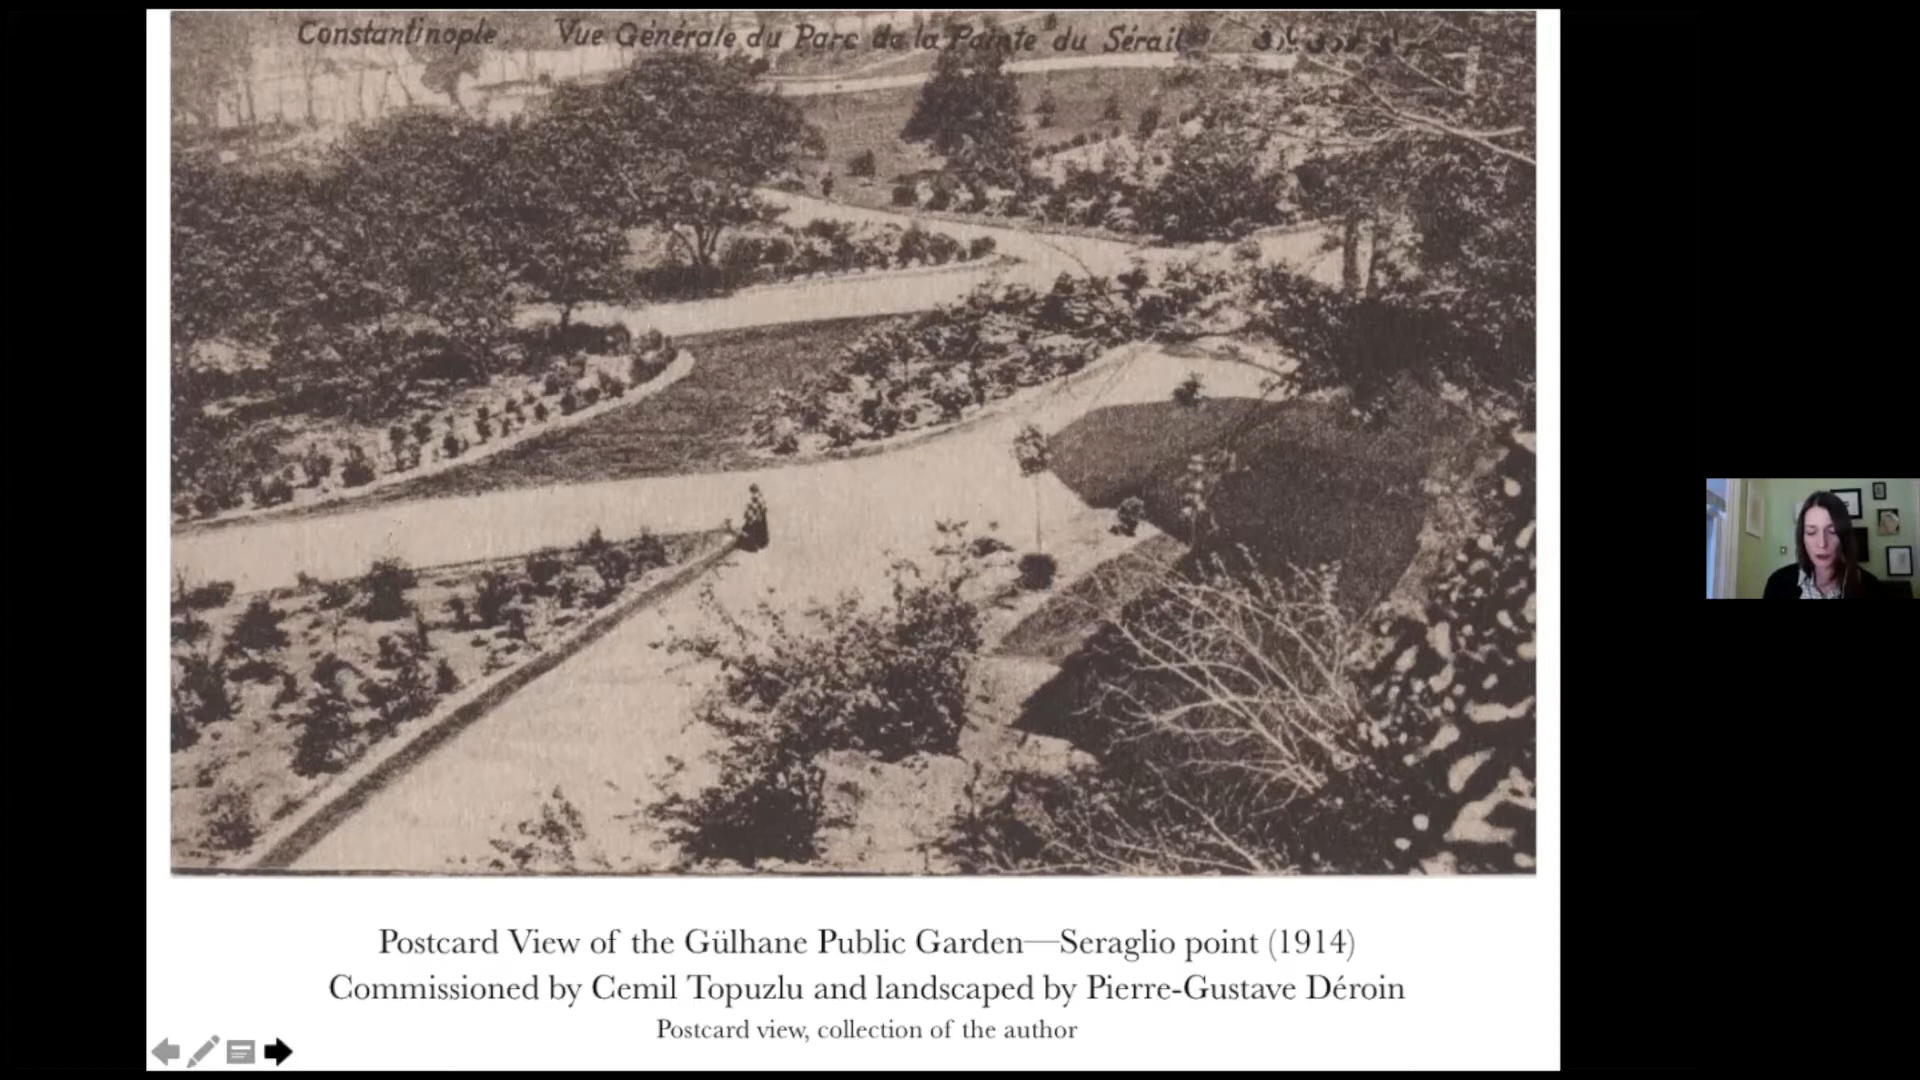 Constantinople. Vue Générale du Parc de la Pointe du Sérail
Postcard View of the Gülhane Public Garden—Seraglio point (1914)
Commissioned by Cemil Topuzlu and landscaped by Pierre-Gustave Déroin
Postcard view, collection of the author